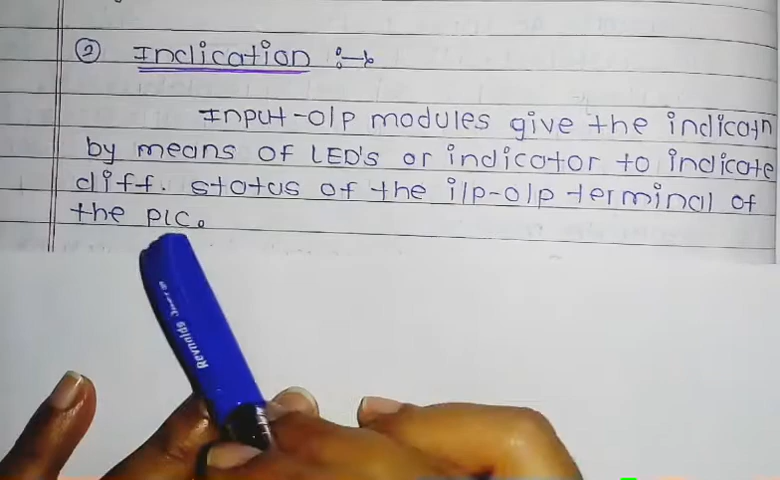 ② Indication :→
Input-o/p modules give the indicatn
by means of LED's or indicator to indicate
diff. status of the i/p-o/p terminal of
the PLC.
Reynolds